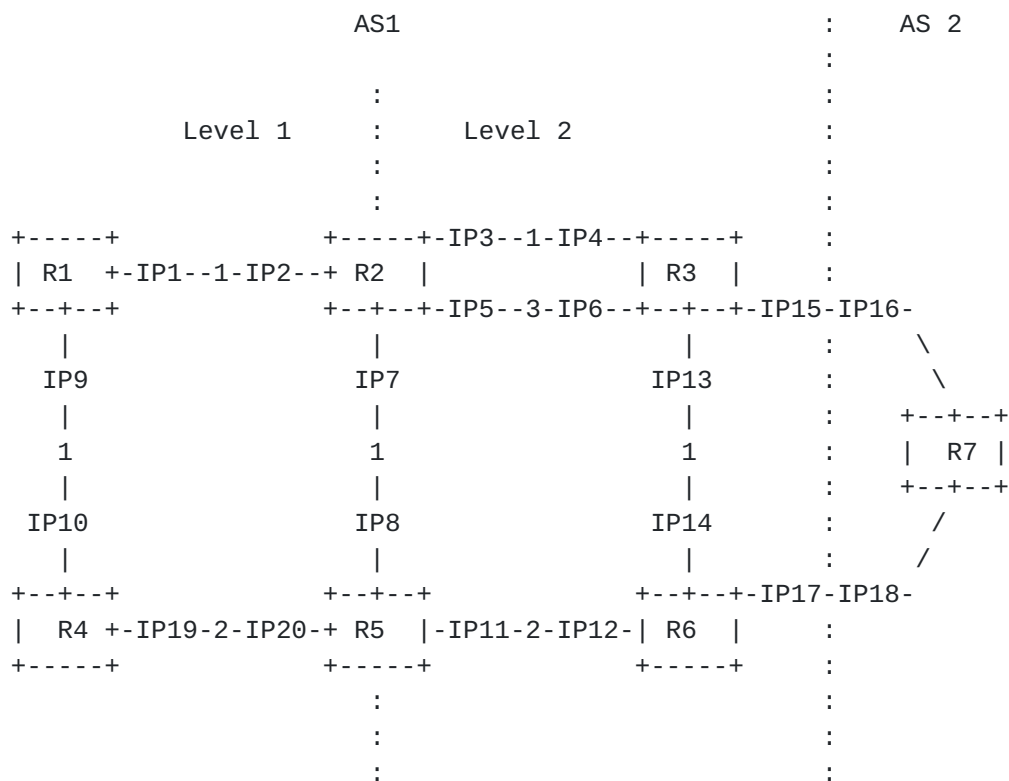 AS1                           :    AS 2
                                                    :
                       :                            :
           Level 1     :     Level 2                :
                       :                            :
                       :                            :
+-----+             +-----+-IP3--1-IP4--+-----+     :
| R1  +-IP1--1-IP2--+ R2  |             | R3  |     :
+--+--+             +--+--+-IP5--3-IP6--+--+--+-IP15-IP16-
   |                   |                   |        :     \
  IP9                 IP7                 IP13      :      \
   |                   |                   |        :    +--+--+
   1                   1                   1        :    |  R7 |
   |                   |                   |        :    +--+--+
 IP10                 IP8                 IP14      :      /
   |                   |                   |        :     /
+--+--+             +--+--+             +--+--+-IP17-IP18-
|  R4 +-IP19-2-IP20-+ R5  |-IP11-2-IP12-| R6  |     :
+-----+             +-----+             +-----+     :
                       :                            :
                       :                            :
                       :                            :